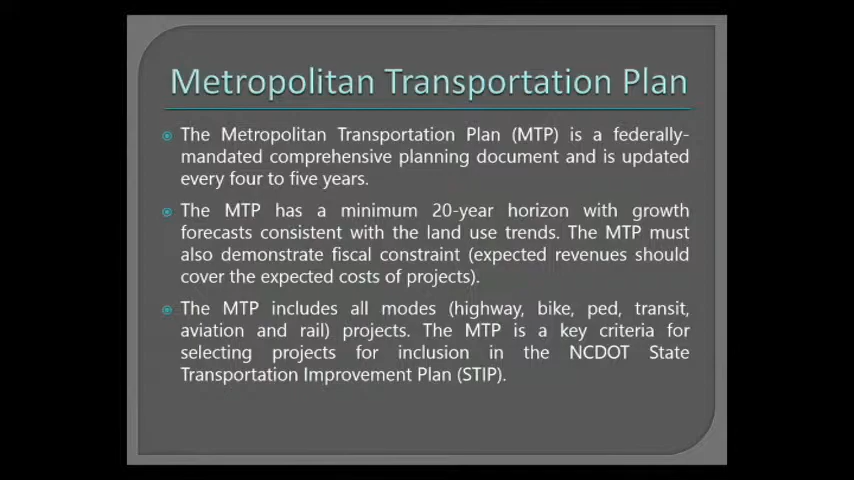 Metropolitan Transportation Plan
The Metropolitan Transportation Plan (MTP) is a federally-
mandated comprehensive planning document and is updated
every four to five years.
The MTP has a minimum 20-year horizon with growth
forecasts consistent with the land use trends. The MTP must
also demonstrate fiscal constraint (expected revenues should
cover the expected costs of projects).
The MTP includes all modes (highway, bike, ped, transit,
aviation and rail) projects. The MTP is a key criteria for
selecting projects for inclusion in the NCDOT State
Transportation Improvement Plan (STIP).